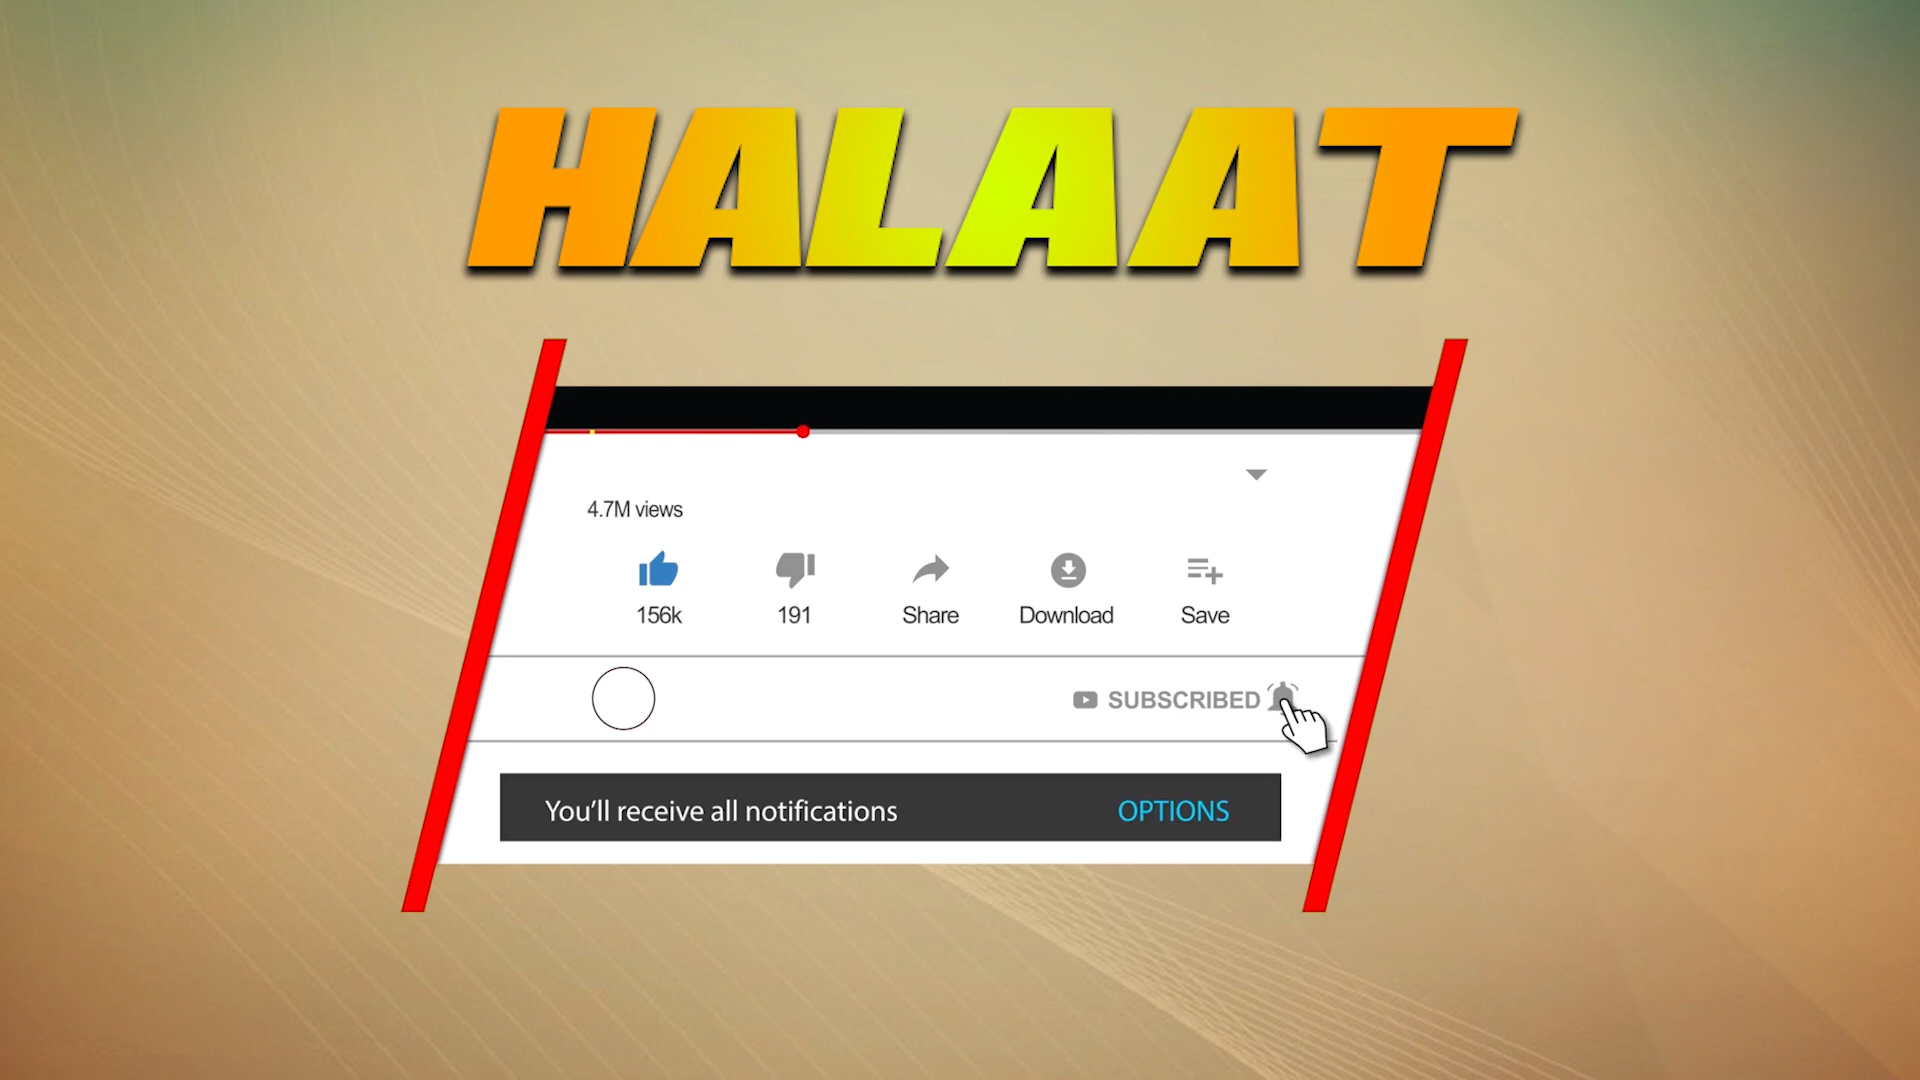 HALAAT
4.7M views
156k 191 Share Download Save
SUBSCRIBED
You'll receive all notifications OPTIONS